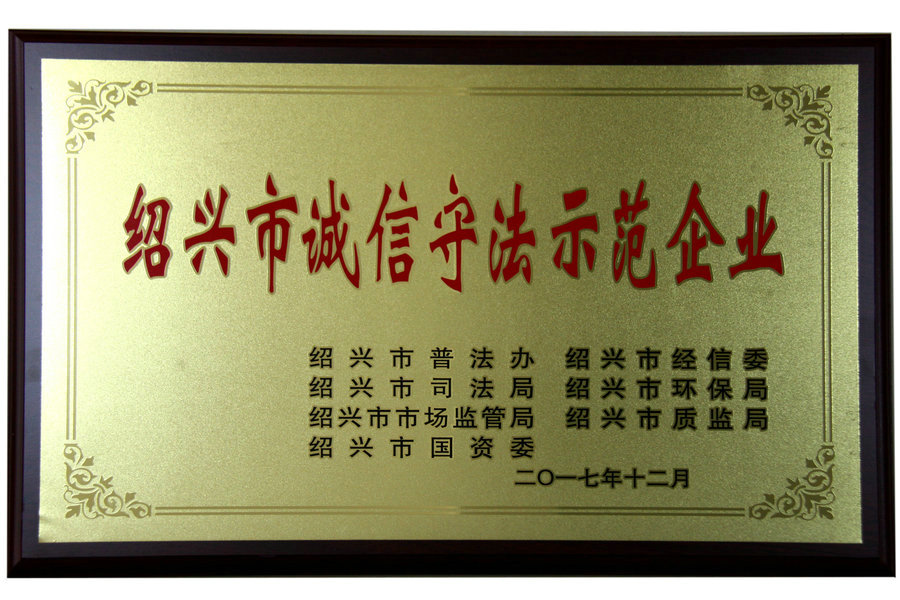 绍兴市诚信守法示范企业
绍兴市普法办 绍兴市经信委
绍兴市司法局 绍兴市环保局
绍兴市市场监管局 绍兴市质监局
绍兴市国资委
二〇一七年十二月